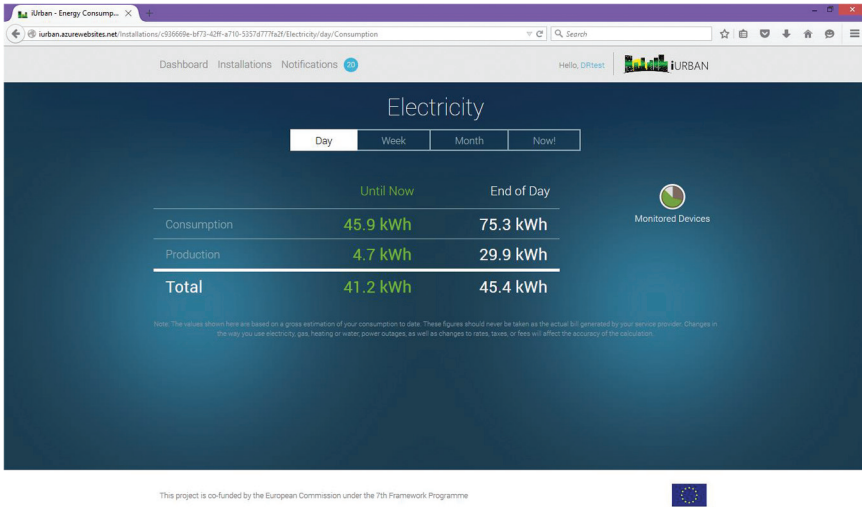 iUrban - Energy Consump...
iurban.azurewebsites.net/Installations/c936669e-bf73-42ff-a710-5357d777fa2f/Electricity/day/Consumption
Search
Dashboard Installations Notifications 20
Hello, DRtest
iURBAN
Electricity
Day Week Month Now!
Until Now End of Day
Consumption 45.9 kWh 75.3 kWh
Production 4.7 kWh 29.9 kWh
Total 41.2 kWh 45.4 kWh
Monitored Devices
Note: The values shown here are based on a gross estimation of your consumption to date. These figures should never be taken as the actual bill generated by your service provider. Changes in
the way you use electricity, gas, heating or water; power outages, as well as changes to rates, taxes, or fees will affect the accuracy of the calculation.
This project is co-funded by the European Commission under the 7th Framework Programme